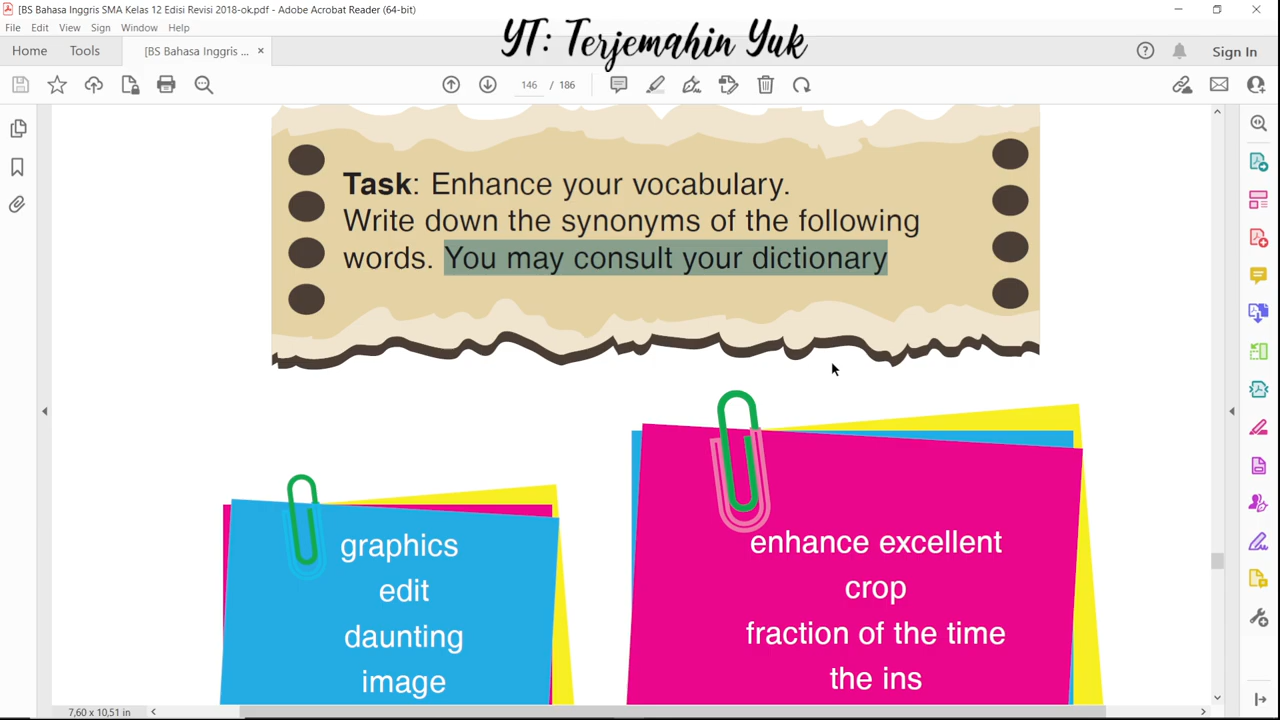 [BS Bahasa Inggris SMA Kelas 12 Edisi Revisi 2018-ok.pdf - Adobe Acrobat Reader (64-bit)
File Edit View Sign Window Help
YT: Terjemahin Yuk
Home Tools [BS Bahasa Inggris ... × Sign In
146 / 186
Task: Enhance your vocabulary.
Write down the synonyms of the following
words. You may consult your dictionary
graphics
edit
daunting
image
enhance excellent
crop
fraction of the time
the ins
7,60 x 10,51 in